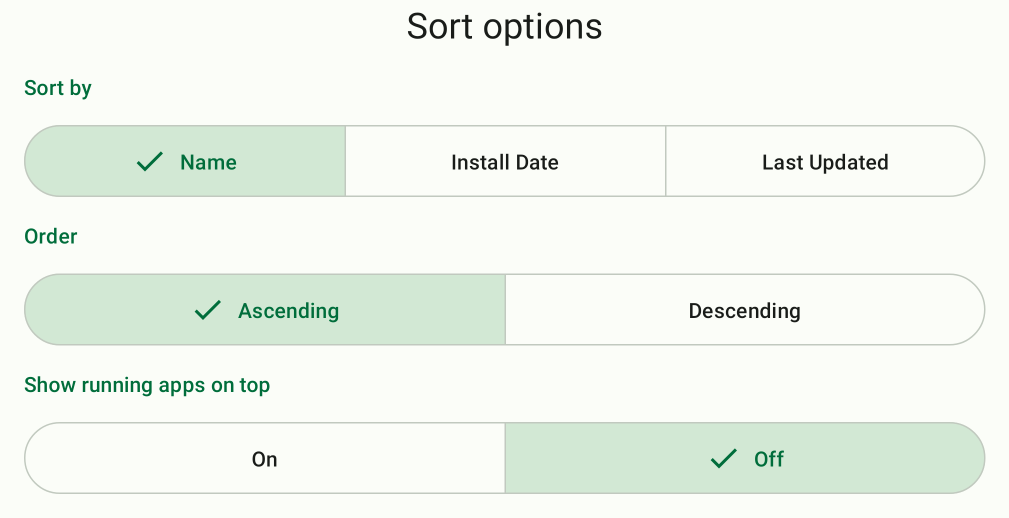 Sort options
Sort by
Name
Install Date
Last Updated
Order
Ascending
Descending
Show running apps on top
On
Off